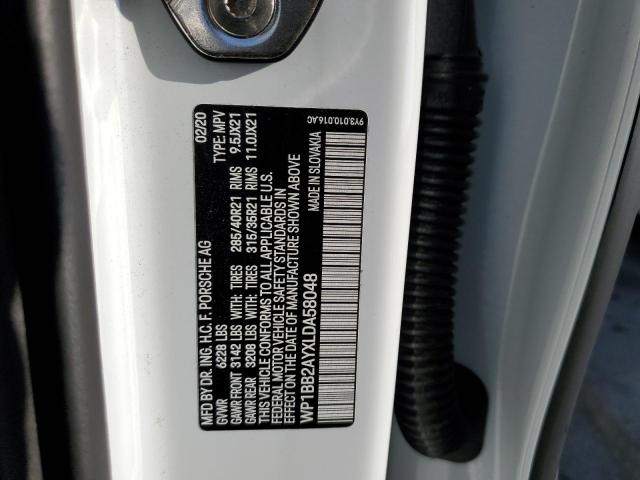 MFD BY DR. ING. H.C. F. PORSCHE AG 02/20
GVWR 6228 LBS TYPE: MPV
GAWR FRONT 3142 LBS WITH: TIRES 285/40R21 RIMS 9.5JX21
GAWR REAR 3208 LBS WITH: TIRES 315/35R21 RIMS 11.0JX21
THIS VEHICLE CONFORMS TO ALL APPLICABLE U.S.
FEDERAL MOTOR VEHICLE SAFETY STANDARDS IN
EFFECT ON THE DATE OF MANUFACTURE SHOWN ABOVE
WP1BB2AYXLDA58048 MADE IN SLOVAKIA
9Y3.010.016.AC